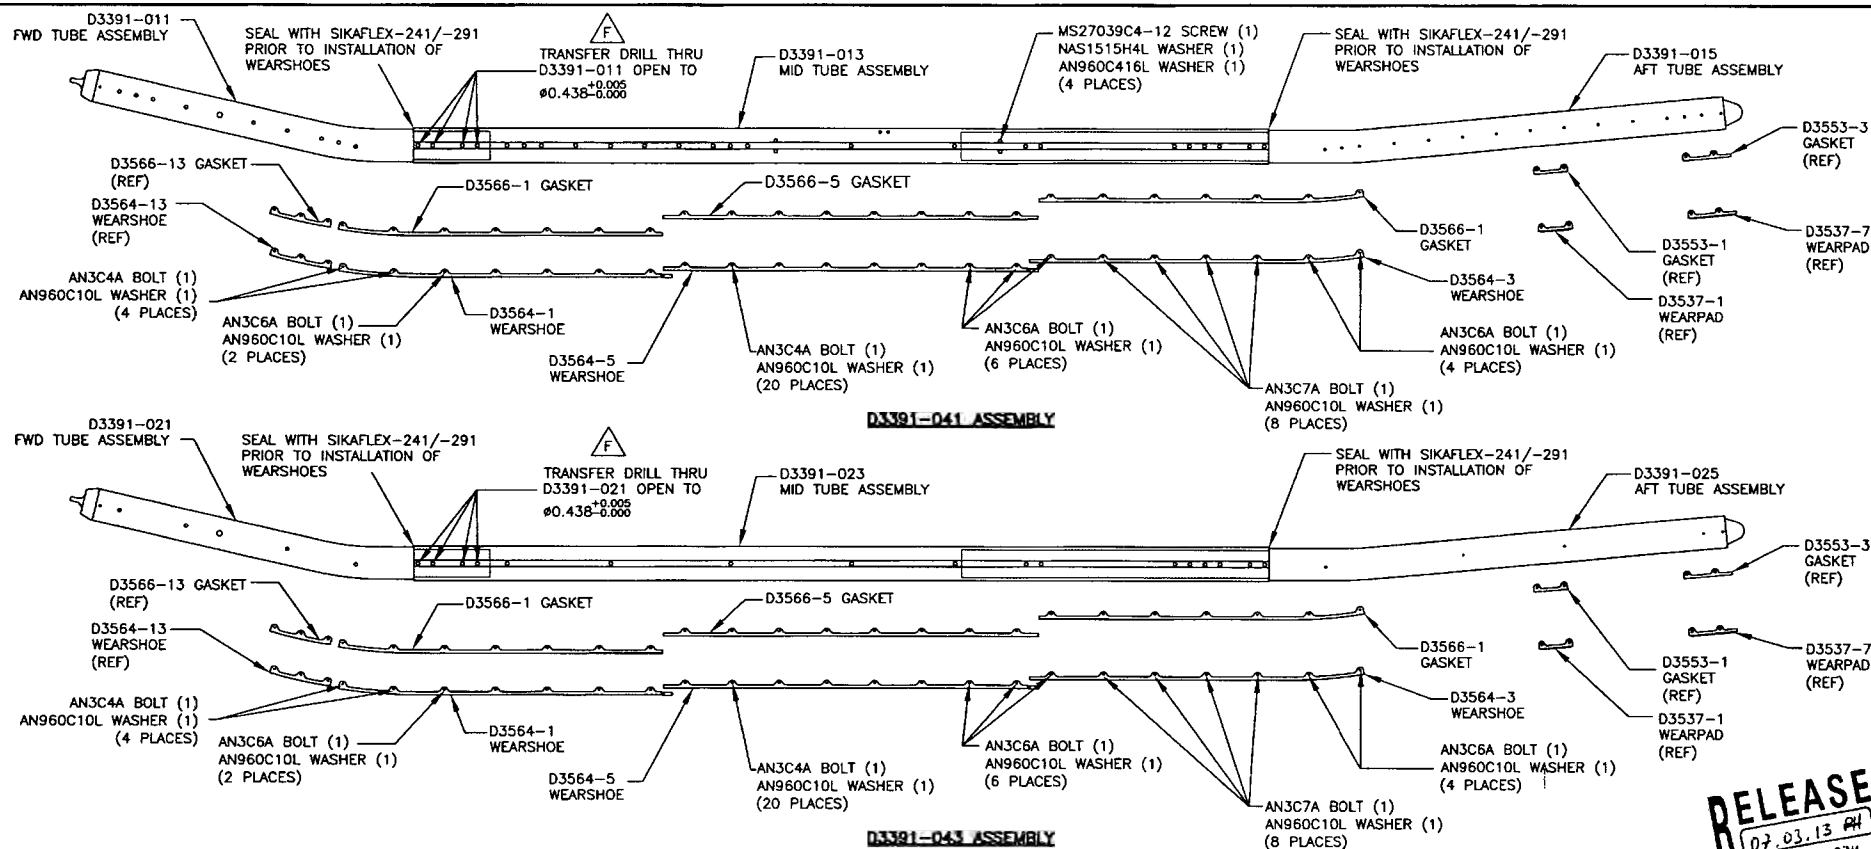 D3391-011
FWD TUBE ASSEMBLY
SEAL WITH SIKAFLEX-241/-291
PRIOR TO INSTALLATION OF
WEARSHOES
F
TRANSFER DRILL THRU
D3391-011 OPEN TO
ø0.438+0.005-0.000
D3391-013
MID TUBE ASSEMBLY
MS27039C4-12 SCREW (1)
NAS1515H4L WASHER (1)
AN960C416L WASHER (1)
(4 PLACES)
SEAL WITH SIKAFLEX-241/-291
PRIOR TO INSTALLATION OF
WEARSHOES
D3391-015
AFT TUBE ASSEMBLY
D3553-3
GASKET
(REF)
D3566-13 GASKET
(REF)
D3566-1 GASKET
D3566-5 GASKET
D3564-13
WEARSHOE
(REF)
D3566-1
GASKET
D3553-1
GASKET
(REF)
D3537-7
WEARPAD
(REF)
AN3C4A BOLT (1)
AN960C10L WASHER (1)
(4 PLACES)
AN3C6A BOLT (1)
AN960C10L WASHER (1)
(2 PLACES)
D3564-1
WEARSHOE
D3564-5
WEARSHOE
AN3C4A BOLT (1)
AN960C10L WASHER (1)
(20 PLACES)
AN3C6A BOLT (1)
AN960C10L WASHER (1)
(6 PLACES)
D3564-3
WEARSHOE
D3537-1
WEARPAD
(REF)
AN3C6A BOLT (1)
AN960C10L WASHER (1)
(4 PLACES)
AN3C7A BOLT (1)
AN960C10L WASHER (1)
(8 PLACES)
D3391-041 ASSEMBLY
D3391-021
FWD TUBE ASSEMBLY
SEAL WITH SIKAFLEX-241/-291
PRIOR TO INSTALLATION OF
WEARSHOES
F
TRANSFER DRILL THRU
D3391-021 OPEN TO
ø0.438+0.005-0.000
D3391-023
MID TUBE ASSEMBLY
SEAL WITH SIKAFLEX-241/-291
PRIOR TO INSTALLATION OF
WEARSHOES
D3391-025
AFT TUBE ASSEMBLY
D3553-3
GASKET
(REF)
D3566-13 GASKET
(REF)
D3566-1 GASKET
D3566-5 GASKET
D3564-13
WEARSHOE
(REF)
D3566-1
GASKET
D3553-1
GASKET
(REF)
D3537-7
WEARPAD
(REF)
AN3C4A BOLT (1)
AN960C10L WASHER (1)
(4 PLACES)
AN3C6A BOLT (1)
AN960C10L WASHER (1)
(2 PLACES)
D3564-1
WEARSHOE
D3564-5
WEARSHOE
AN3C4A BOLT (1)
AN960C10L WASHER (1)
(20 PLACES)
AN3C6A BOLT (1)
AN960C10L WASHER (1)
(6 PLACES)
D3564-3
WEARSHOE
D3537-1
WEARPAD
(REF)
AN3C6A BOLT (1)
AN960C10L WASHER (1)
(4 PLACES)
AN3C7A BOLT (1)
AN960C10L WASHER (1)
(8 PLACES)
D3391-043 ASSEMBLY
RELEASE
07.03.13 PH